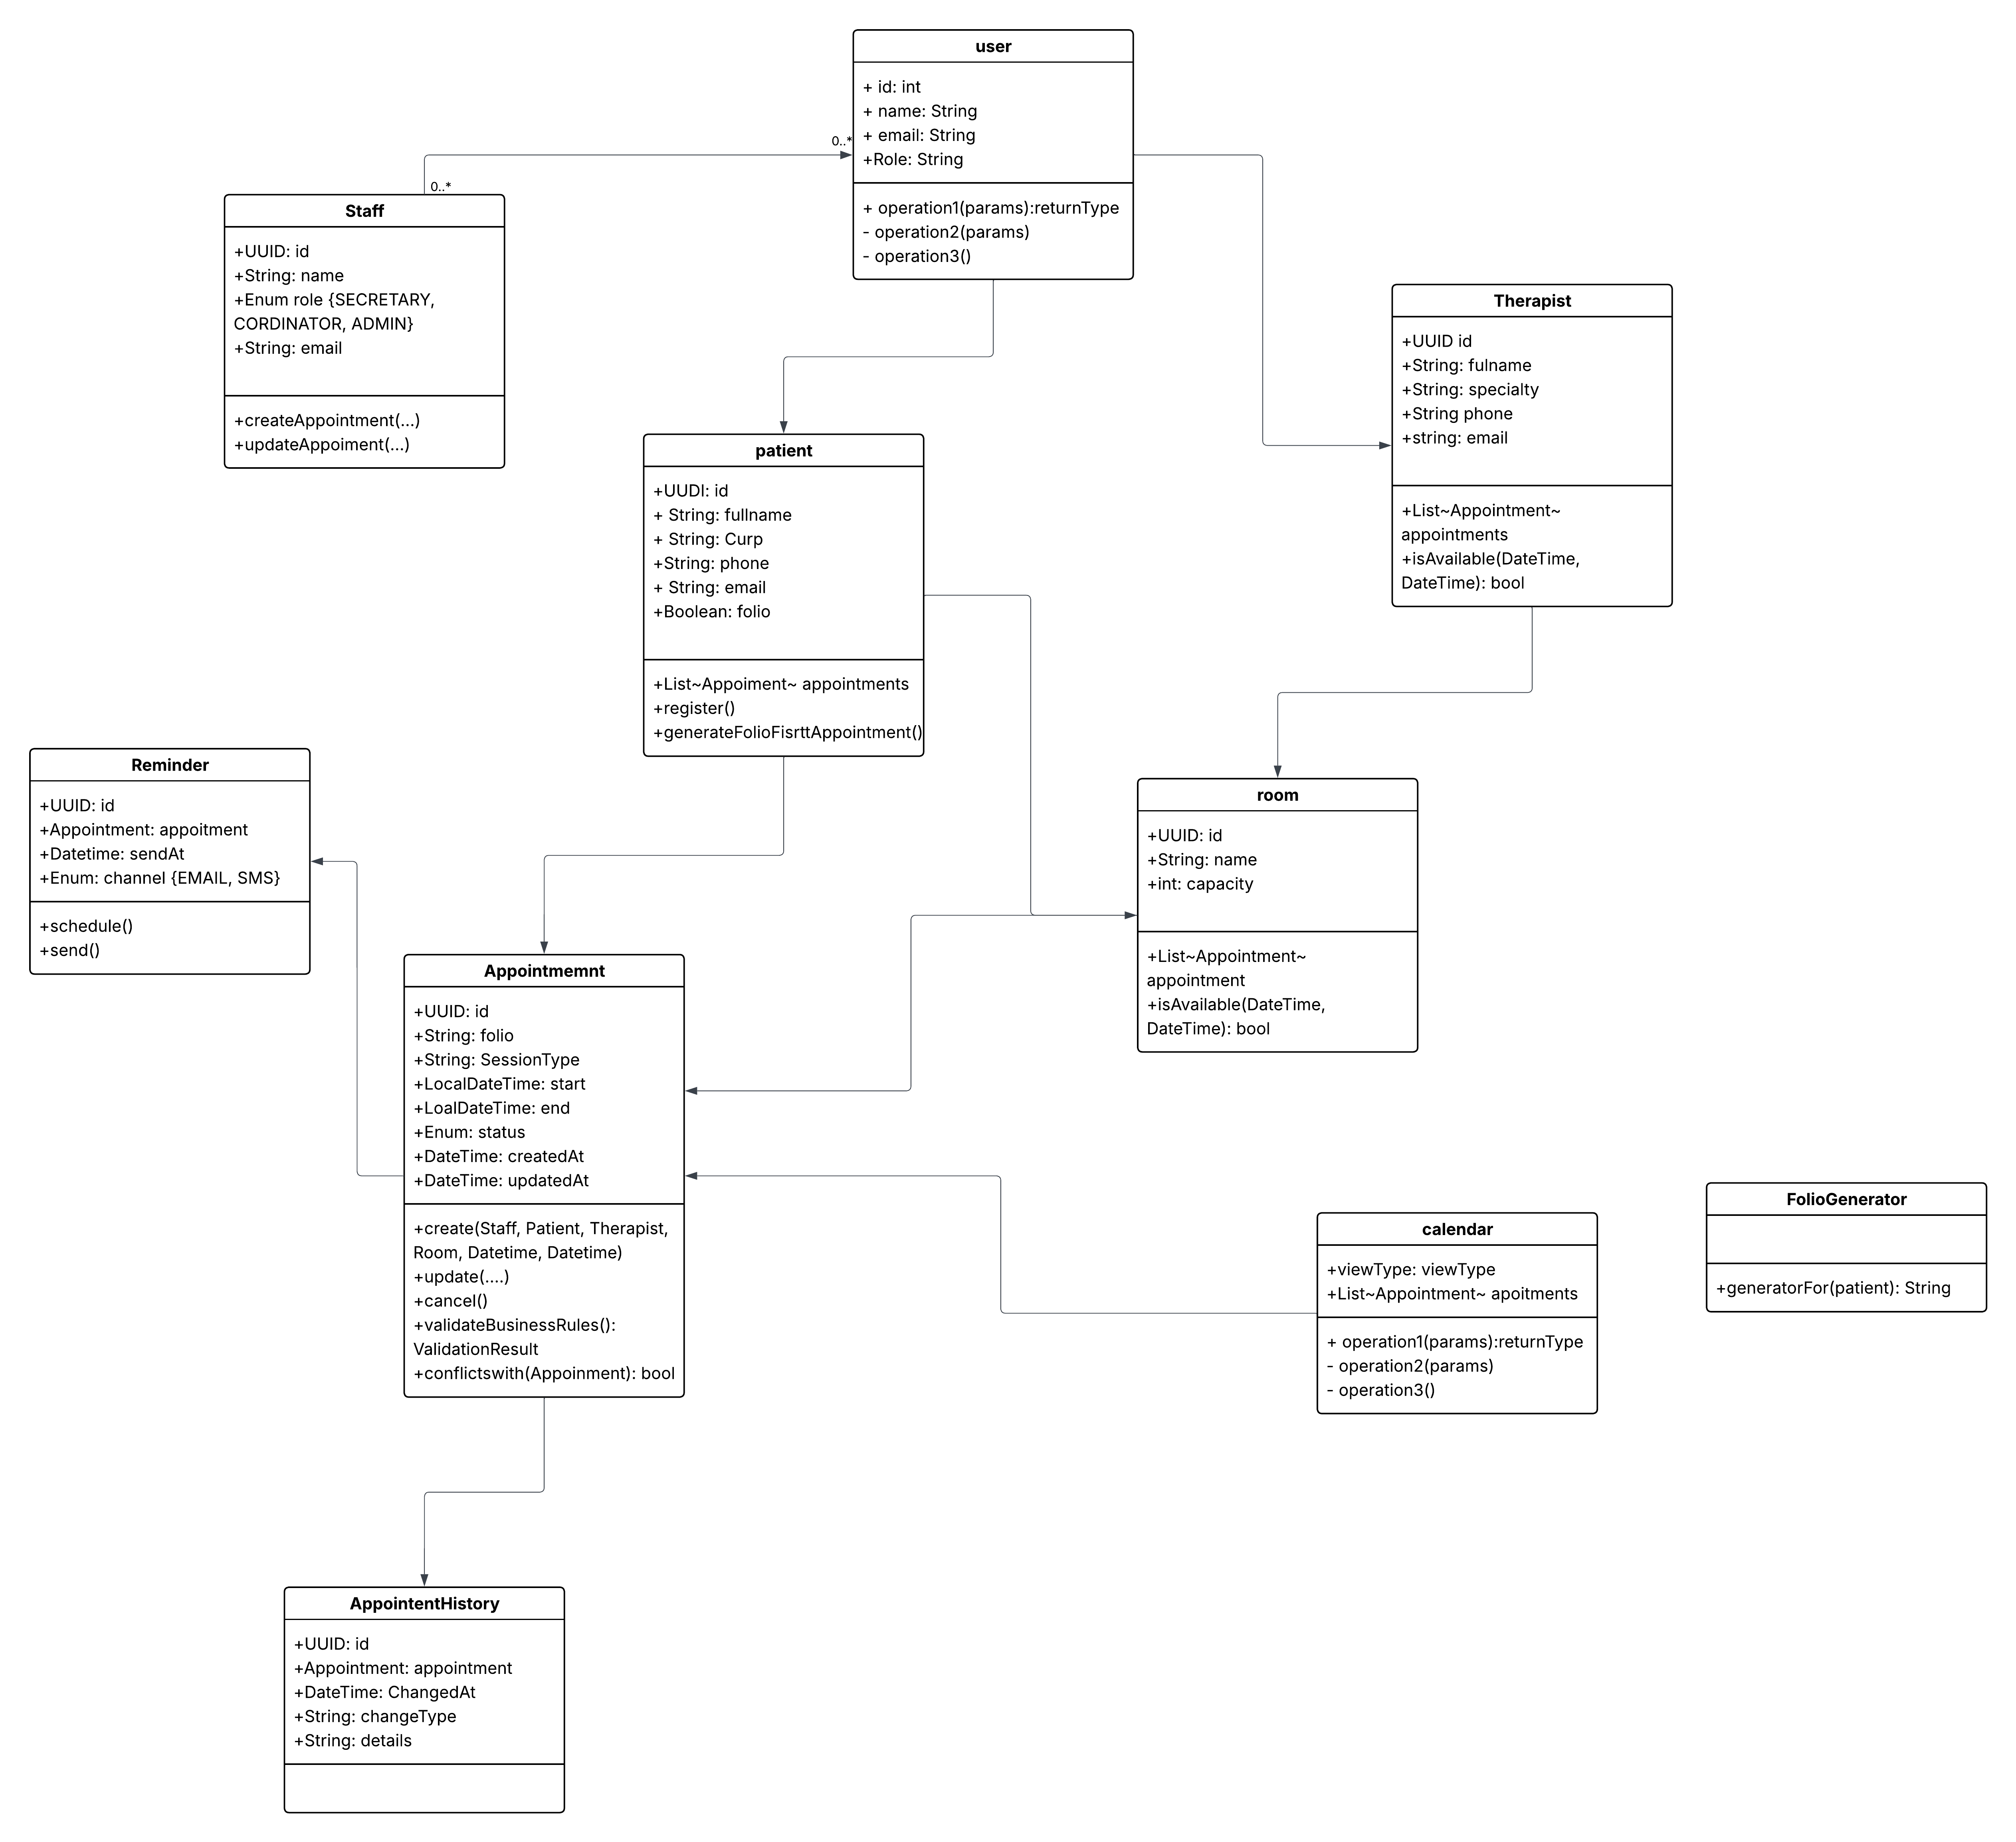 user
+ id: int
+ name: String
+ email: String
+Role: String
+ operation1(params):returnType
- operation2(params)
- operation3()
0..*
0..*
Staff
+UUID: id
+String: name
+Enum role {SECRETARY,
CORDINATOR, ADMIN}
+String: email
+createAppointment(...)
+updateAppoiment(...)
Therapist
+UUID id
+String: fulname
+String: specialty
+String phone
+string: email
+List~Appointment~
appointments
+isAvailable(DateTime,
DateTime): bool
patient
+UUDI: id
+ String: fullname
+ String: Curp
+String: phone
+ String: email
+Boolean: folio
+List~Appoiment~ appointments
+register()
+generateFolioFisrttAppointment()
Reminder
+UUID: id
+Appointment: appoitment
+Datetime: sendAt
+Enum: channel {EMAIL, SMS}
+schedule()
+send()
room
+UUID: id
+String: name
+int: capacity
+List~Appointment~
appointment
+isAvailable(DateTime,
DateTime): bool
Appointmemnt
+UUID: id
+String: folio
+String: SessionType
+LocalDateTime: start
+LoalDateTime: end
+Enum: status
+DateTime: createdAt
+DateTime: updatedAt
+create(Staff, Patient, Therapist,
Room, Datetime, Datetime)
+update(....)
+cancel()
+validateBusinessRules():
ValidationResult
+conflictswith(Appoinment): bool
calendar
+viewType: viewType
+List~Appointment~ apoitments
+ operation1(params):returnType
- operation2(params)
- operation3()
FolioGenerator
+generatorFor(patient): String
AppointentHistory
+UUID: id
+Appointment: appointment
+DateTime: ChangedAt
+String: changeType
+String: details